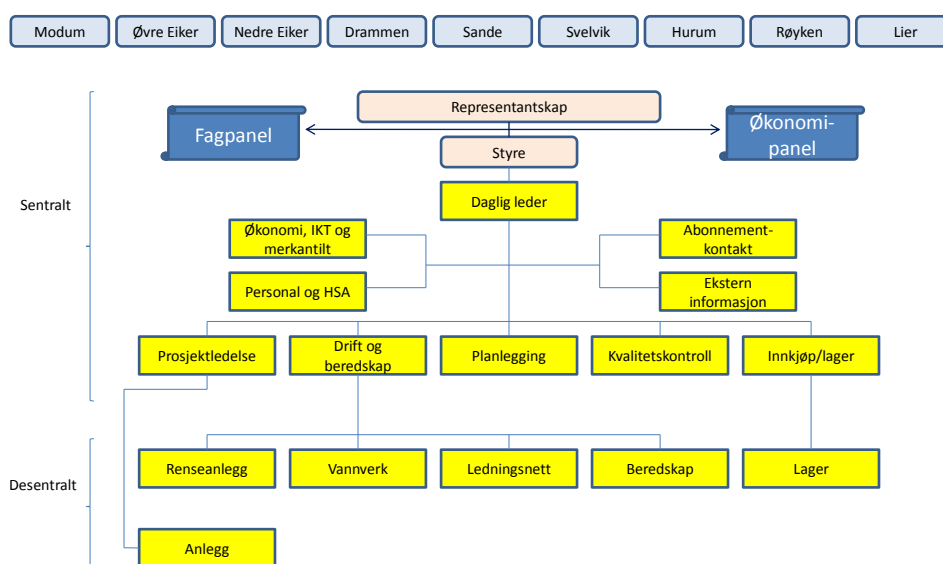 Modum
Øvre Eiker
Nedre Eiker
Drammen
Sande
Svelvik
Hurum
Røyken
Lier
Representantskap
Fagpanel
Økonomi-
panel
Styre
Sentralt
Daglig leder
Økonomi, IKT og
merkantilt
Abonnement-
kontakt
Personal og HSA
Ekstern
informasjon
Prosjektledelse
Drift og
beredskap
Planlegging
Kvalitetskontroll
Innkjøp/lager
Desentralt
Renseanlegg
Vannverk
Ledningsnett
Beredskap
Lager
Anlegg